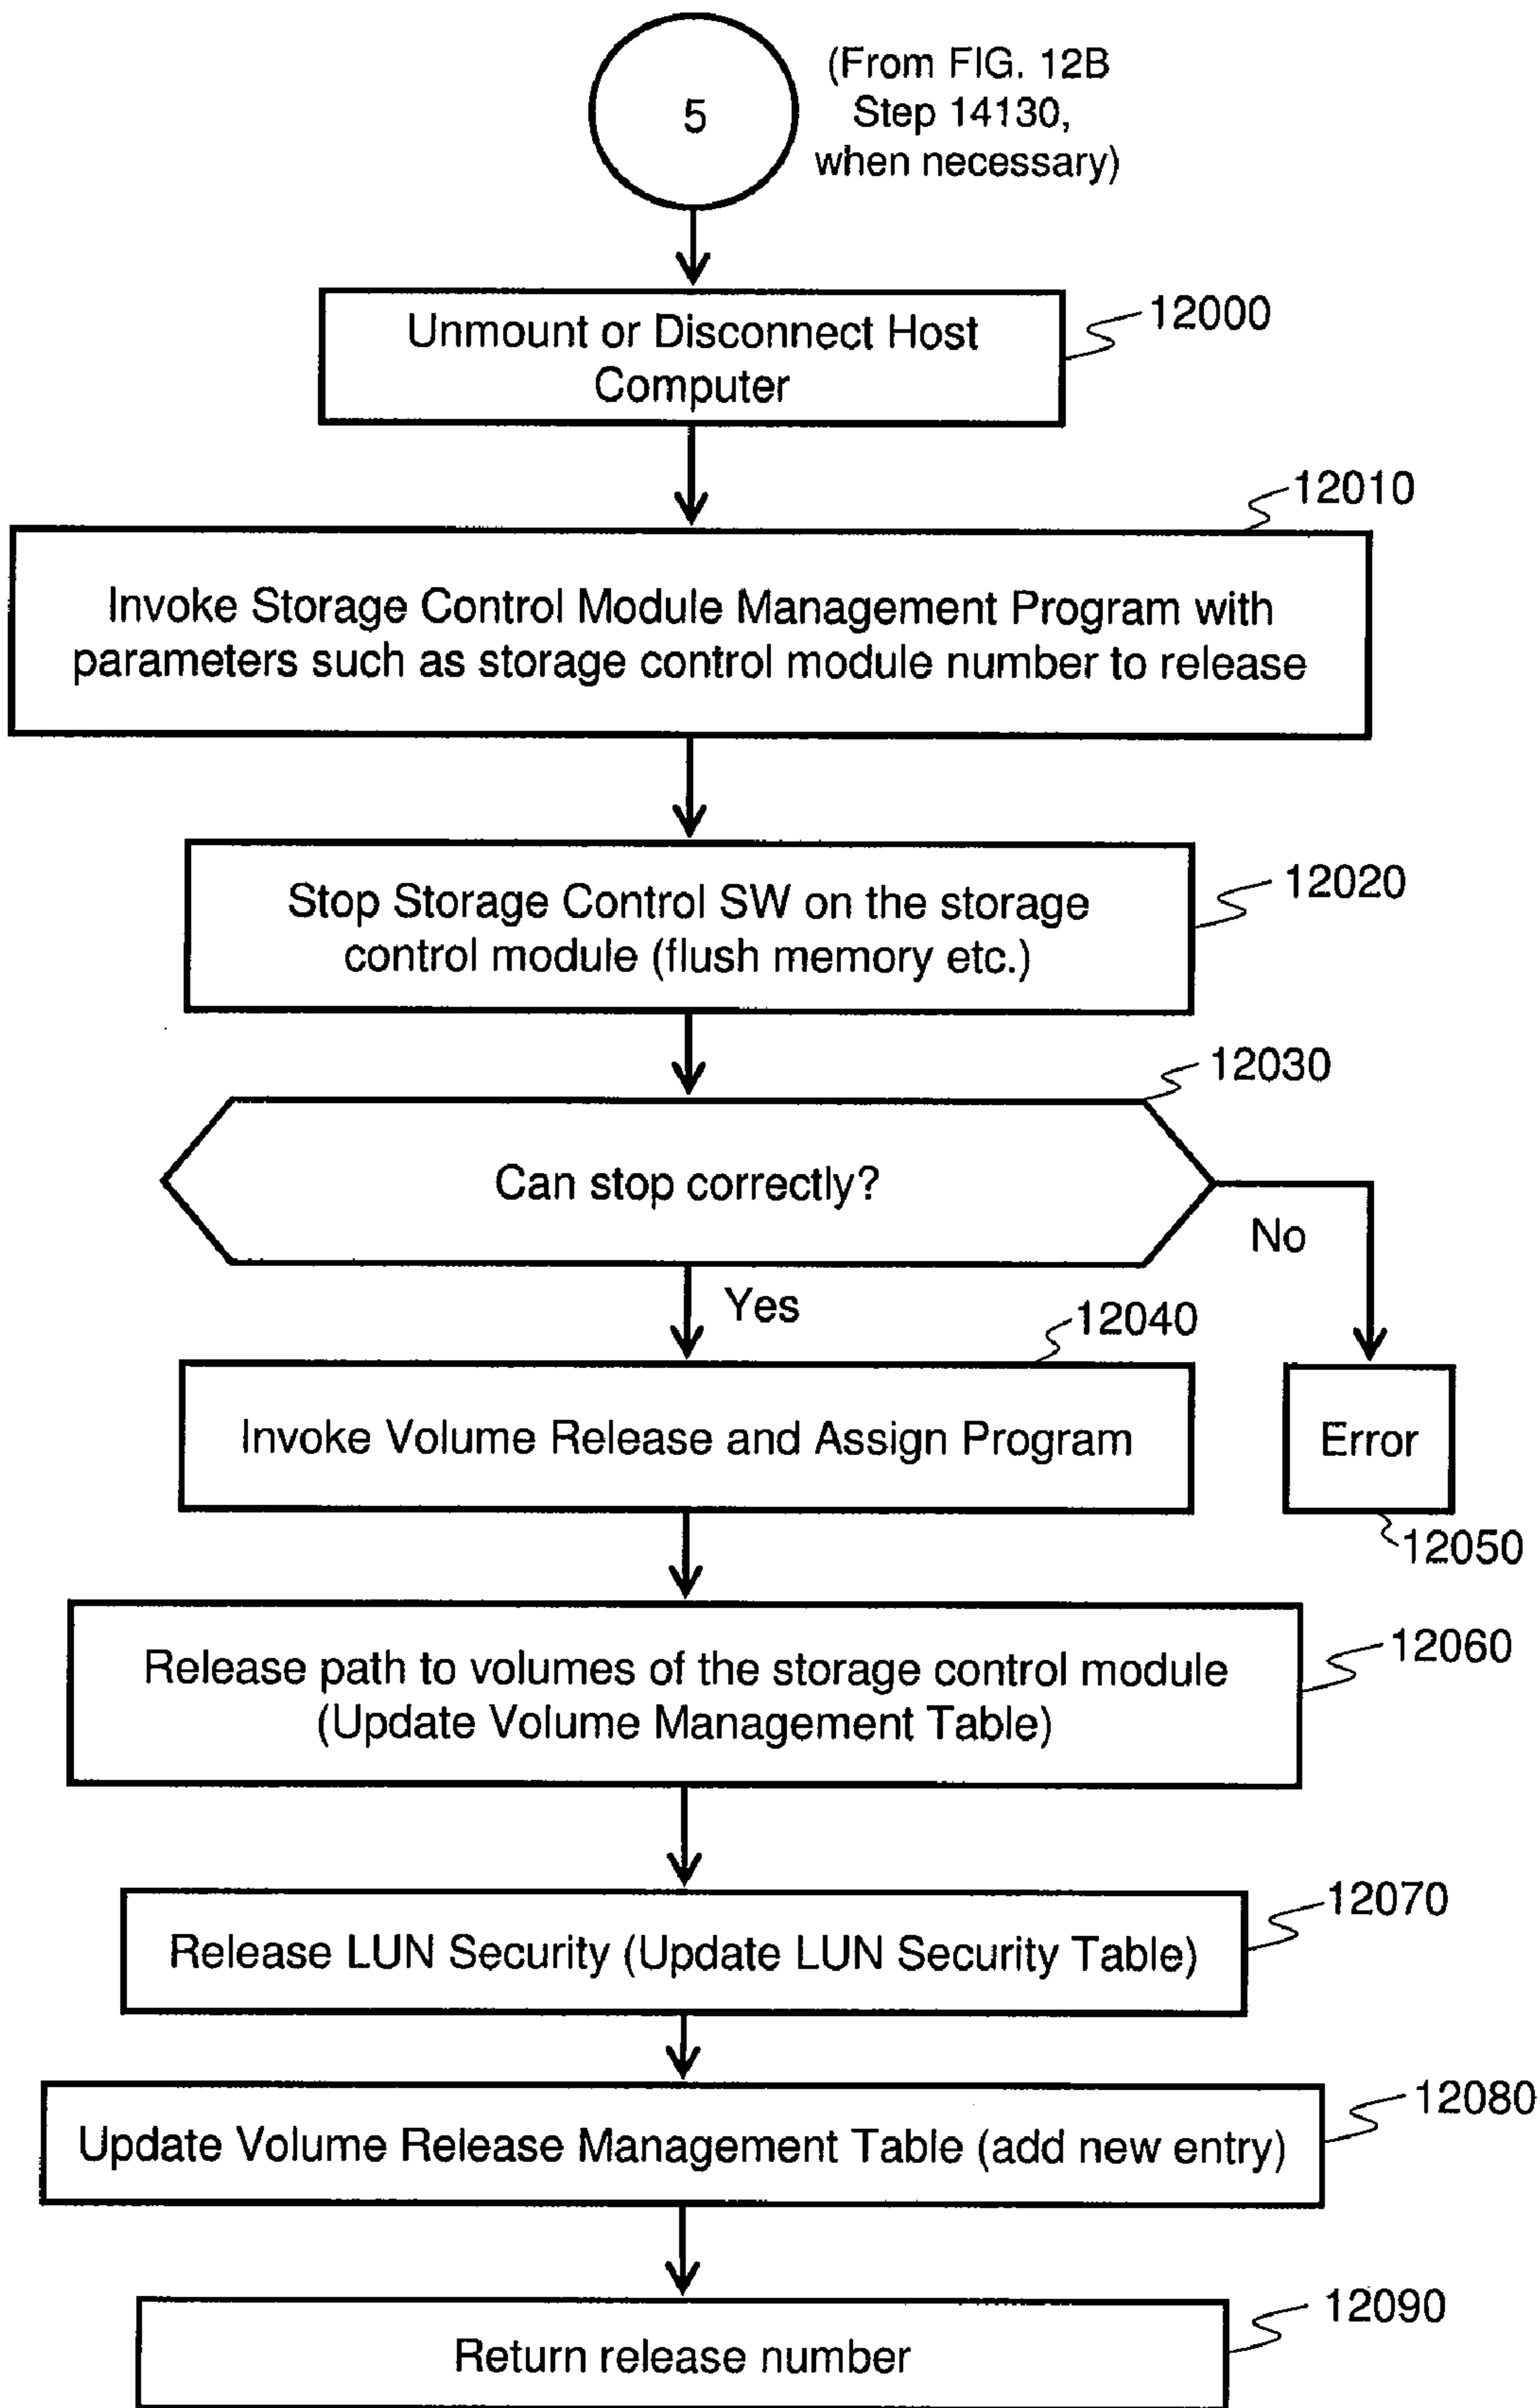 5
(From FIG. 12B
Step 14130,
when necessary)
Unmount or Disconnect Host
Computer
12000
12010
Invoke Storage Control Module Management Program with
parameters such as storage control module number to release
Stop Storage Control SW on the storage
control module (flush memory etc.)
12020
12030
Can stop correctly?
No
Yes
12040
Invoke Volume Release and Assign Program
Error
12050
Release path to volumes of the storage control module
(Update Volume Management Table)
12060
12070
Release LUN Security (Update LUN Security Table)
12080
Update Volume Release Management Table (add new entry)
12090
Return release number